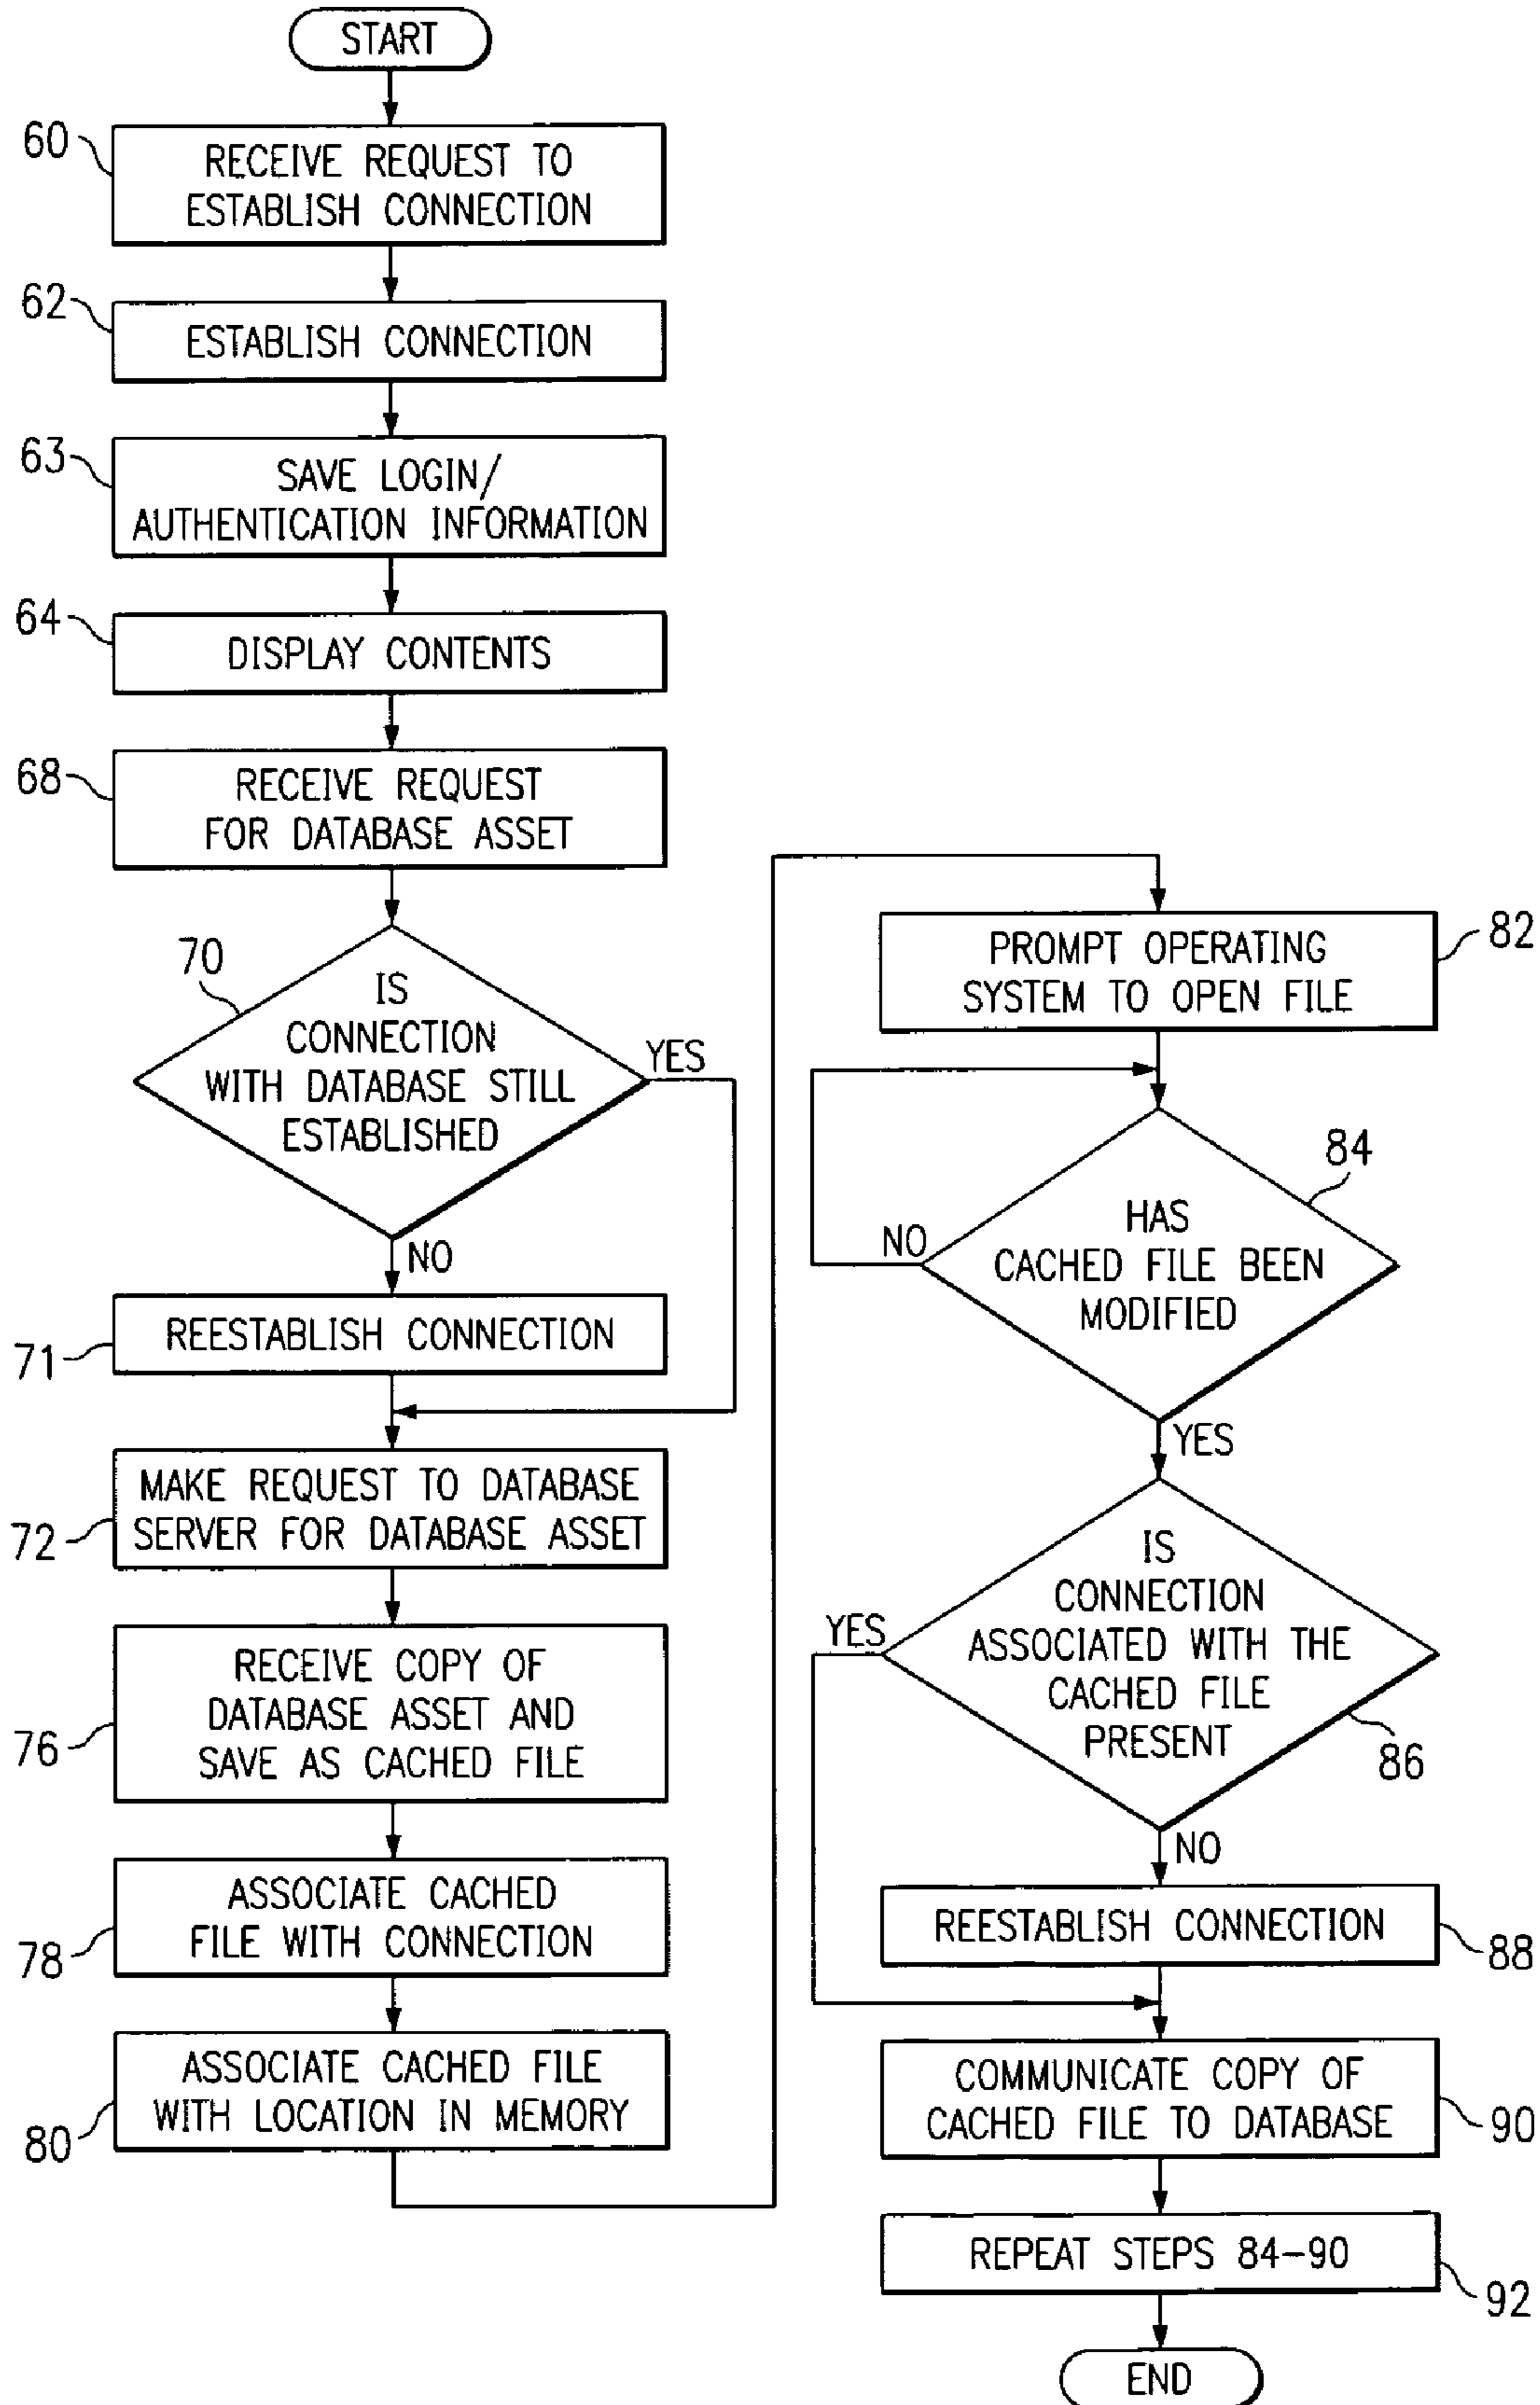 START
60
RECEIVE REQUEST TO
ESTABLISH CONNECTION
62
ESTABLISH CONNECTION
63
SAVE LOGIN/
AUTHENTICATION INFORMATION
64
DISPLAY CONTENTS
68
RECEIVE REQUEST
FOR DATABASE ASSET
70
IS
CONNECTION
WITH DATABASE STILL
ESTABLISHED
YES
NO
REESTABLISH CONNECTION
71
MAKE REQUEST TO DATABASE
SERVER FOR DATABASE ASSET
72
RECEIVE COPY OF
DATABASE ASSET AND
SAVE AS CACHED FILE
76
ASSOCIATE CACHED
FILE WITH CONNECTION
78
ASSOCIATE CACHED FILE
WITH LOCATION IN MEMORY
80
PROMPT OPERATING
SYSTEM TO OPEN FILE
82
84
HAS
CACHED FILE BEEN
MODIFIED
NO
YES
IS
CONNECTION
ASSOCIATED WITH THE
CACHED FILE
PRESENT
YES
86
NO
REESTABLISH CONNECTION
88
COMMUNICATE COPY OF
CACHED FILE TO DATABASE
90
REPEAT STEPS 84-90
92
END